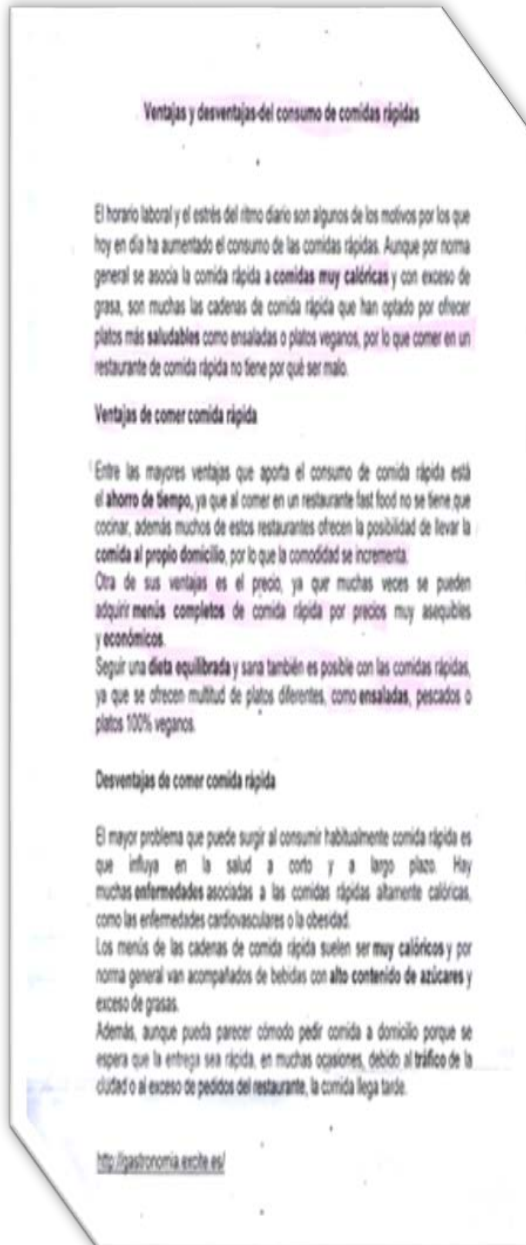 Ventajas y desventajas-del consumo de comidas rápidas
El horario laboral y el estrés del ritmo diario son algunos de los motivos por los que
hoy en día ha aumentado el consumo de las comidas rápidas. Aunque por norma
general se asocia la comida rápida a comidas muy calóricas y con exceso de
grasa, son muchas las cadenas de comida rápida que han optado por ofrecer
platos más saludables como ensaladas o platos veganos, por lo que comer en un
restaurante de comida rápida no tiene por qué ser malo.
Ventajas de comer comida rápida
Entre las mayores ventajas que aporta el consumo de comida rápida está
el ahorro de tiempo, ya que al comer en un restaurante fast food no se tiene que
cocinar, además muchos de estos restaurantes ofrecen la posibilidad de llevar la
comida al propio domicilio, por lo que la comodidad se incrementa.
Otra de sus ventajas es el precio, ya que muchas veces se pueden
adquirir menús completos de comida rápida por precios muy asequibles
y económicos.
Seguir una dieta equilibrada y sana también es posible con las comidas rápidas,
ya que se ofrecen multitud de platos diferentes, como ensaladas, pescados o
platos 100% veganos.
Desventajas de comer comida rápida
El mayor problema que puede surgir al consumir habitualmente comida rápida es
que influya en la salud a corto y a largo plazo. Hay
muchas enfermedades asociadas a las comidas rápidas altamente calóricas,
como las enfermedades cardiovasculares o la obesidad.
Los menús de las cadenas de comida rápida suelen ser muy calóricos y por
norma general van acompañados de bebidas con alto contenido de azúcares y
exceso de grasas.
Además, aunque pueda parecer cómodo pedir comida a domicilio porque se
espera que la entrega sea rápida, en muchas ocasiones, debido al tráfico de la
ciudad o al exceso de pedidos del restaurante, la comida llega tarde.
http://gastronomia.excite.es/